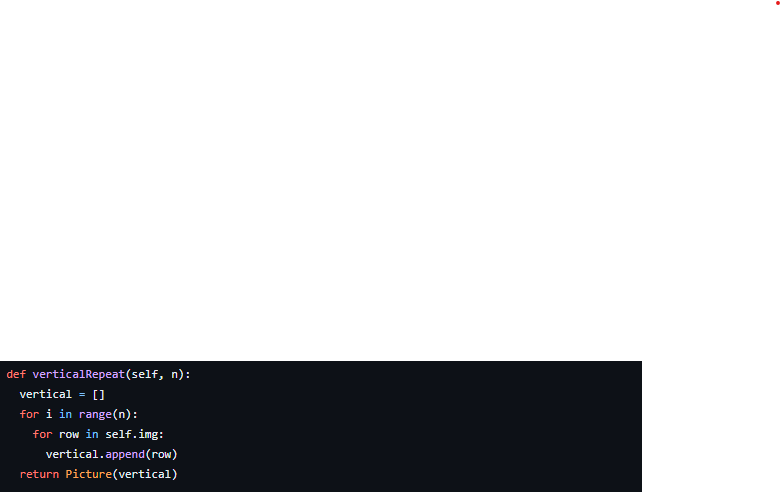 def verticalRepeat(self, n):
  vertical = []
  for i in range(n):
    for row in self.img:
      vertical.append(row)
  return Picture(vertical)